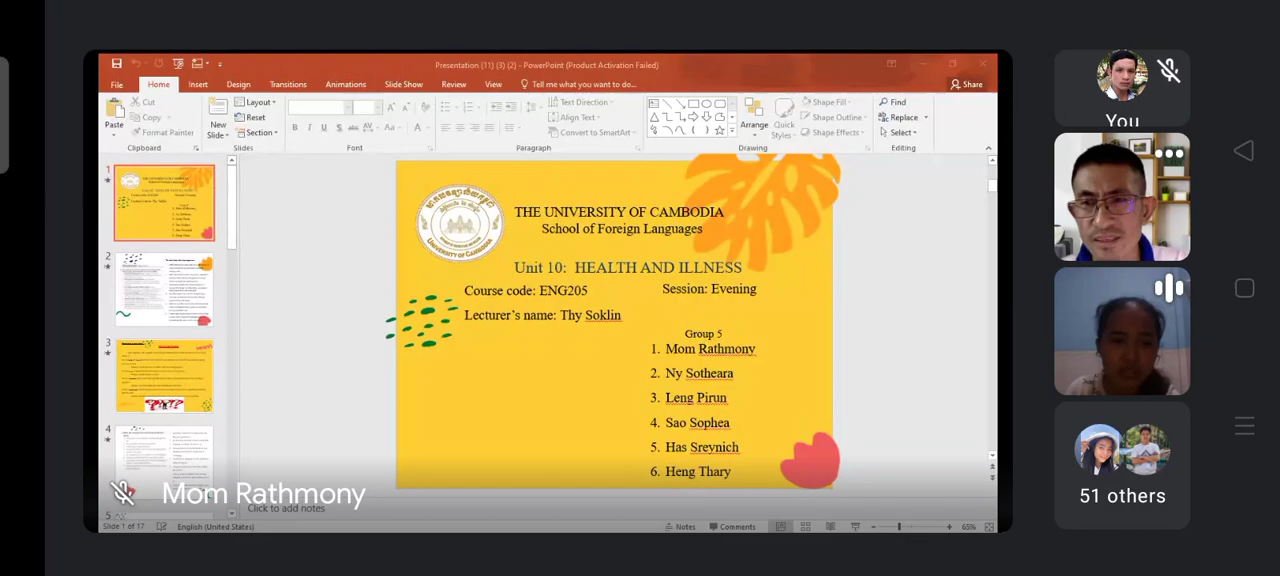 Presentation (11) (3) (2) - PowerPoint (Product Activation Failed)
File Home Insert Design Transitions Animations Slide Show Review View Tell me what you want to do... Share
Paste
Cut
Copy
Format Painter
Clipboard
New Slide
Layout
Reset
Section
Slides
Font
Text Direction
Align Text
Convert to SmartArt
Paragraph
Arrange
Quick Styles
Shape Fill
Shape Outline
Shape Effects
Drawing
Find
Replace
Select
Editing
1
2
3
4
5
UNIVERSITY OF CAMBODIA
THE UNIVERSITY OF CAMBODIA
School of Foreign Languages
Unit 10: HEALTH AND ILLNESS
Course code: ENG205 Session: Evening
Lecturer's name: Thy Soklin
Group 5
1. Mom Rathmony
2. Ny Sotheara
3. Leng Pirun
4. Sao Sophea
5. Has Sreynich
6. Heng Thary
Mom Rathmony
Click to add notes
Slide 1 of 17 English (United States) Notes Comments 65%
You
51 others